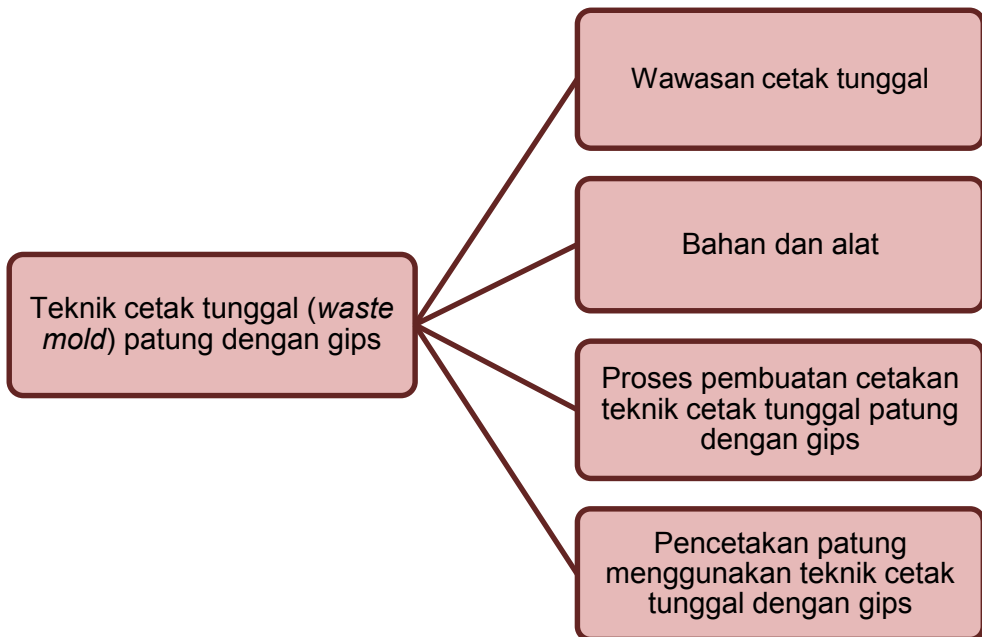 Teknik cetak tunggal (waste
mold) patung dengan gips
Wawasan cetak tunggal
Bahan dan alat
Proses pembuatan cetakan
teknik cetak tunggal patung
dengan gips
Pencetakan patung
menggunakan teknik cetak
tunggal dengan gips